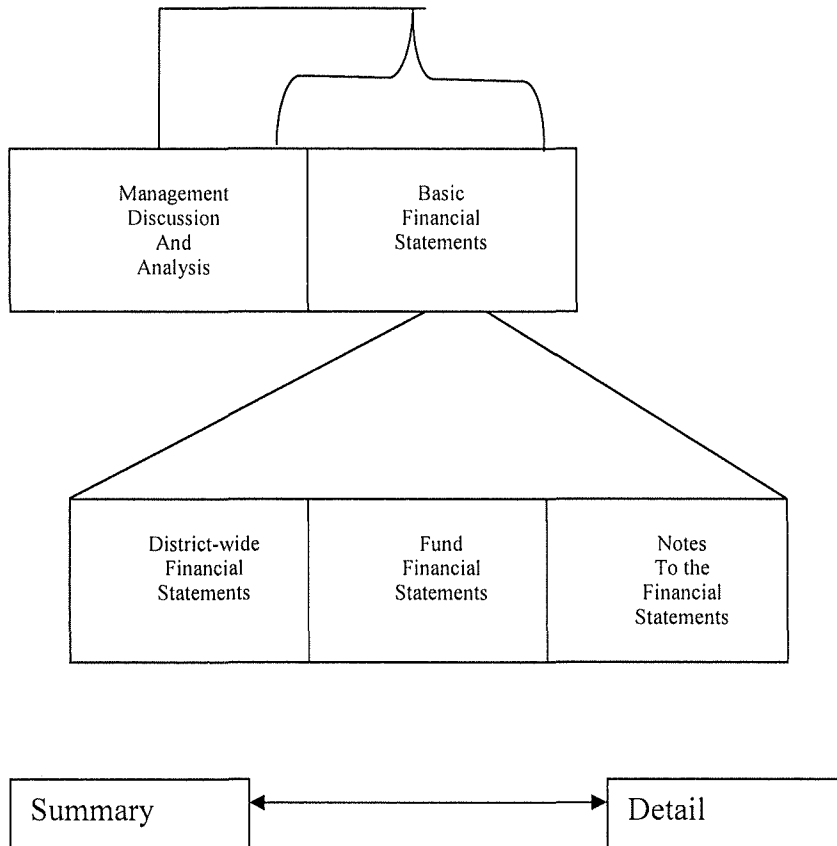 Management
Discussion
And
Analysis
Basic
Financial
Statements
District-wide
Financial
Statements
Fund
Financial
Statements
Notes
To the
Financial
Statements
Summary
Detail